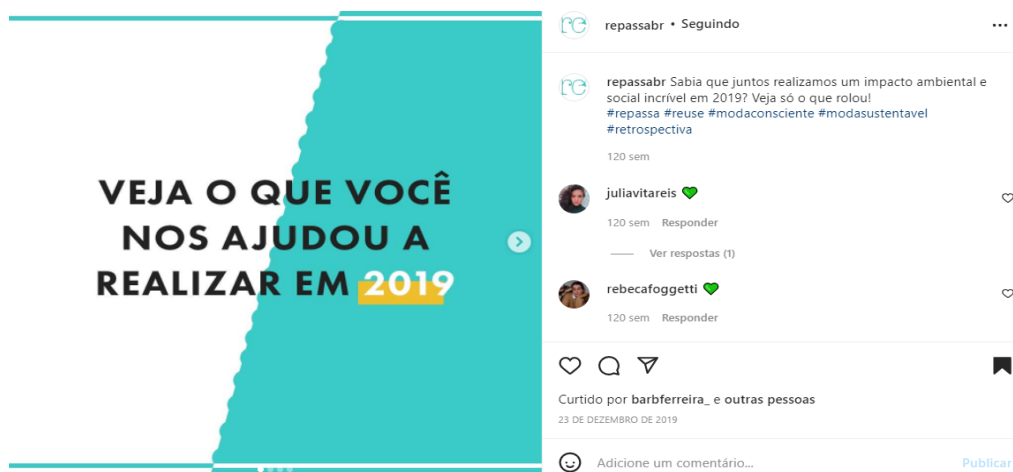 VEJA O QUE VOCÊ
NOS AJUDOU A
REALIZAR EM 2019
re
repassabr • Seguindo
re
repassabr Sabia que juntos realizamos um impacto ambiental e
social incrível em 2019? Veja só o que rolou!
#repassa #reuse #modaconsciente #modasustentavel
#retrospectiva
120 sem
juliavitareis 💚
120 sem Responder
Ver respostas (1)
rebecafoggetti 💚
120 sem Responder
Curtido por barbferreira_ e outras pessoas
23 DE DEZEMBRO DE 2019
Adicione um comentário...
Publicar